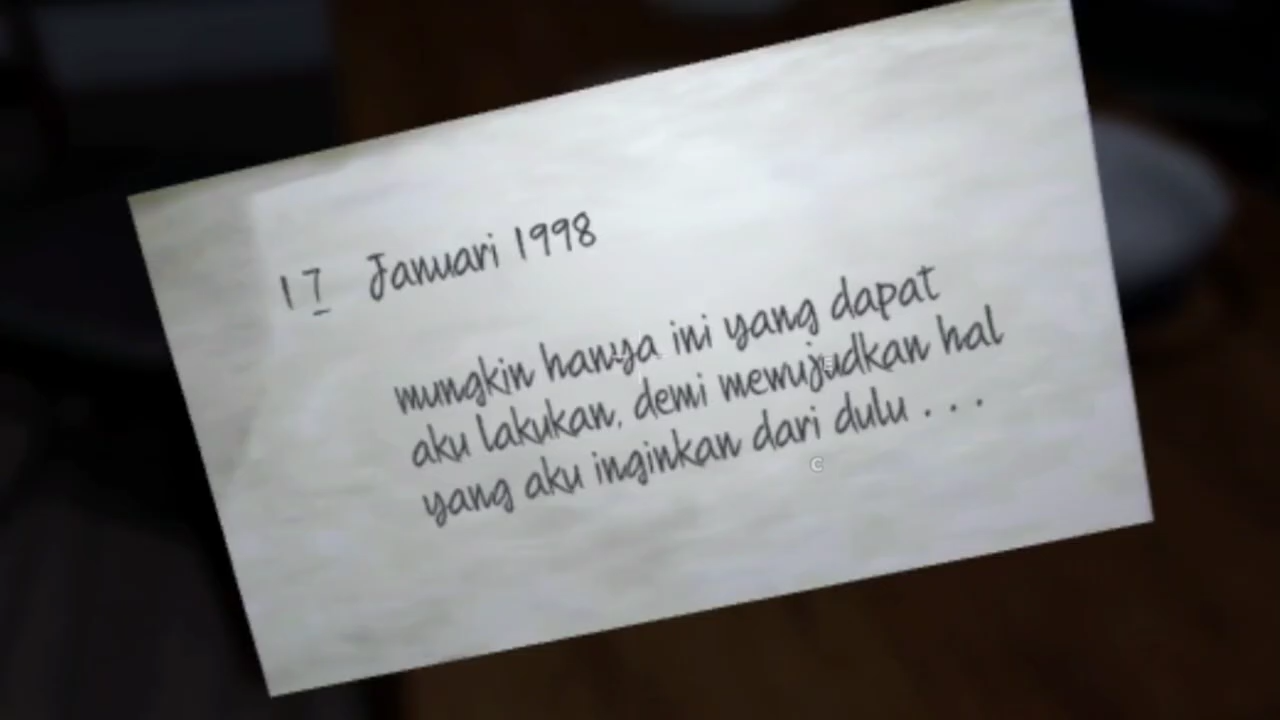 17 Januari 1998
mungkin hanya ini yang dapat
aku lakukan, demi mewujudkan hal
yang aku inginkan dari dulu . . .
E
C